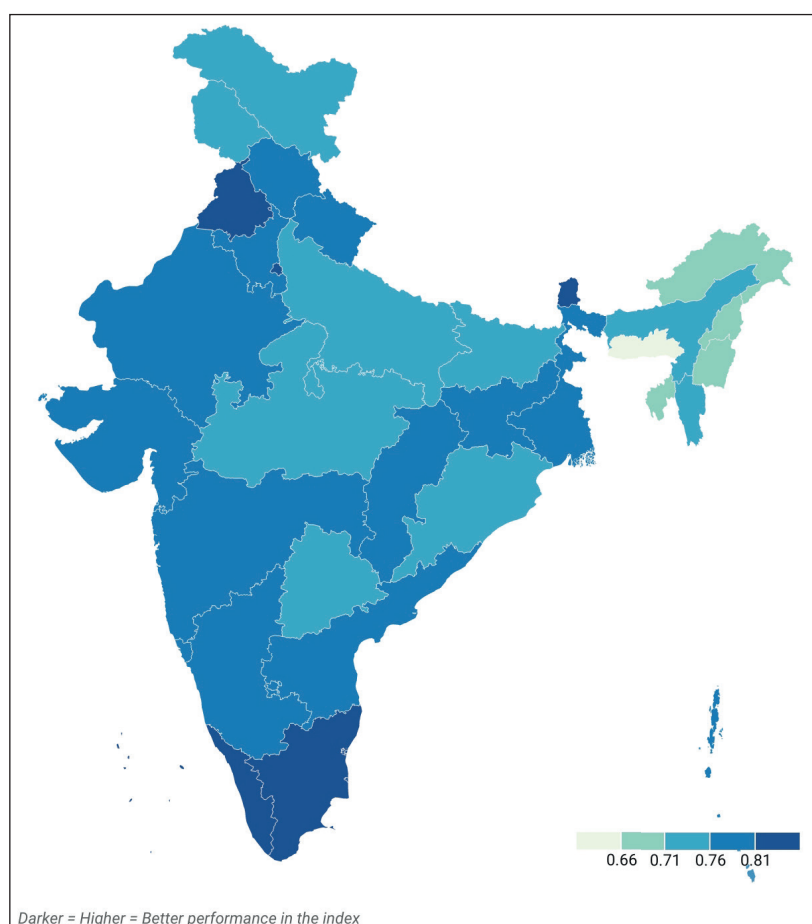 0.66 0.71 0.76 0.81
Darker = Higher = Better performance in the index